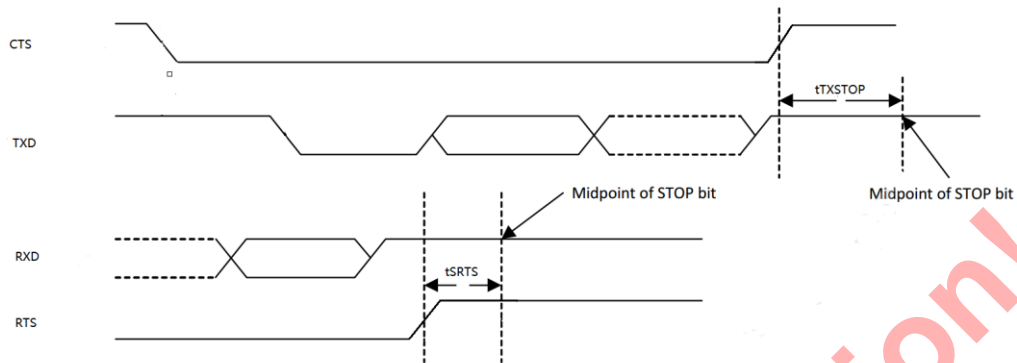 CTS
tTXSTOP
TXD
Midpoint of STOP bit
Midpoint of STOP bit
RXD
tSRTS
RTS